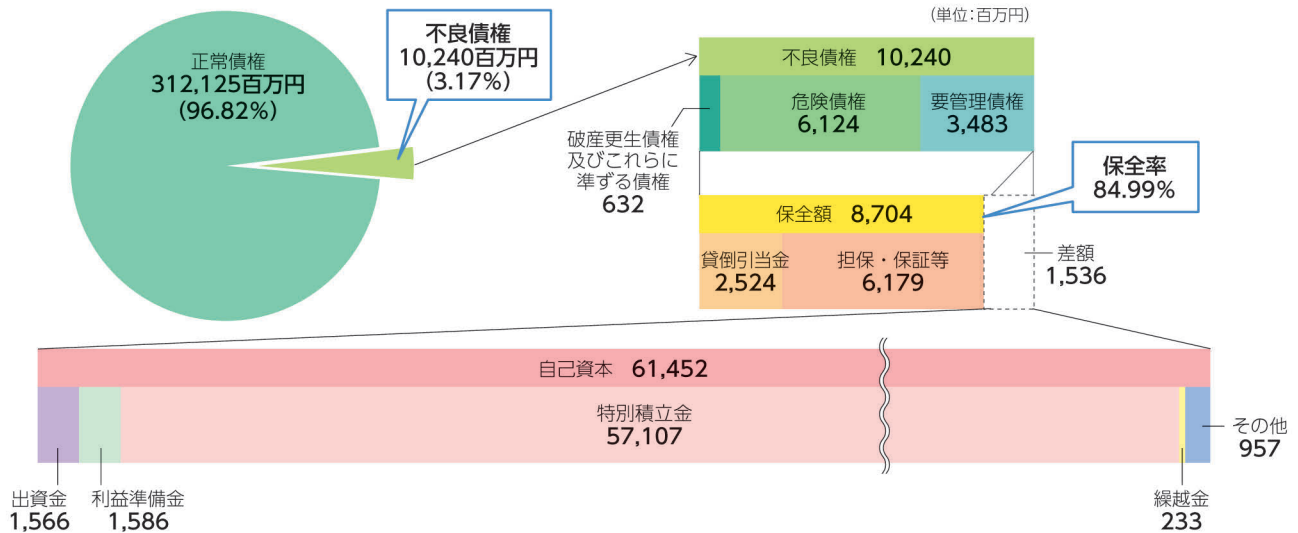 正常債権
312,125百万円
(96.82%)
不良債権
10,240百万円
(3.17%)
(単位:百万円)
不良債権 10,240
危険債権
6,124
要管理債権
3,483
破産更生債権
及びこれらに
準ずる債権
632
保全率
84.99%
保全額 8,704
貸倒引当金
2,524
担保・保証等
6,179
差額
1,536
自己資本 61,452
特別積立金
57,107
その他
957
出資金
1,566
利益準備金
1,586
繰越金
233